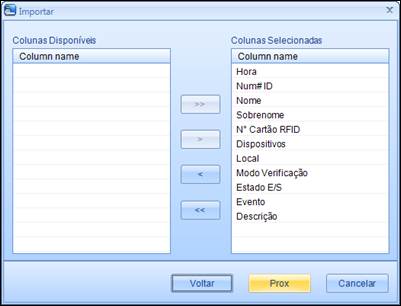 Importar
Colunas Disponíveis
Column name
>>
>
<
<<
Colunas Selecionadas
Column name
Hora
Num# ID
Nome
Sobrenome
N° Cartão RFID
Dispositivos
Local
Modo Verificação
Estado E/S
Evento
Descrição
Voltar
Prox
Cancelar